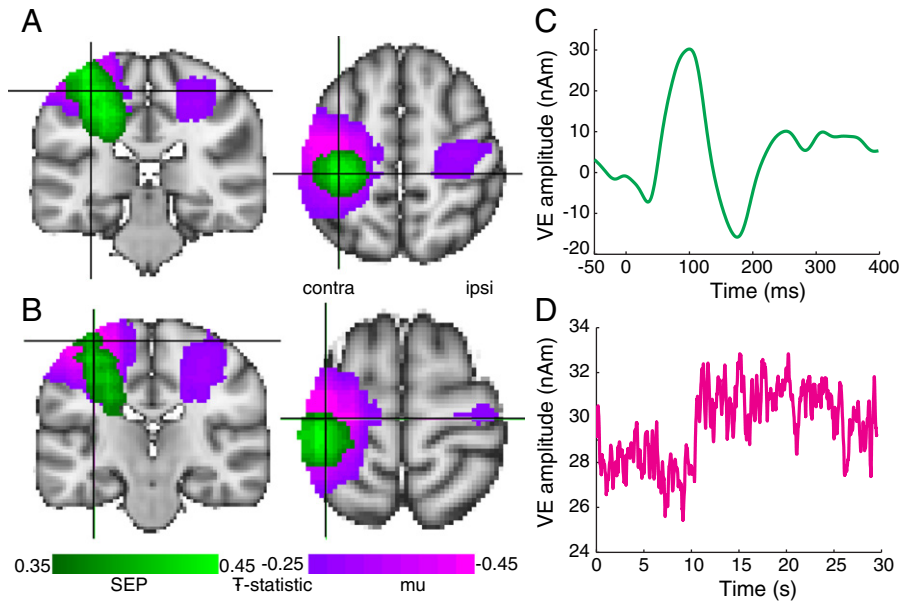 A
contra
ipsi
B
0.35
0.45
SEP
Ŧ-statistic
-0.25
-0.45
mu
C
VE amplitude (nAm)
30
20
10
0
-10
-20
-50
0
100
200
300
400
Time (ms)
D
VE amplitude (nAm)
34
32
30
28
26
24
0
5
10
15
20
25
30
Time (s)